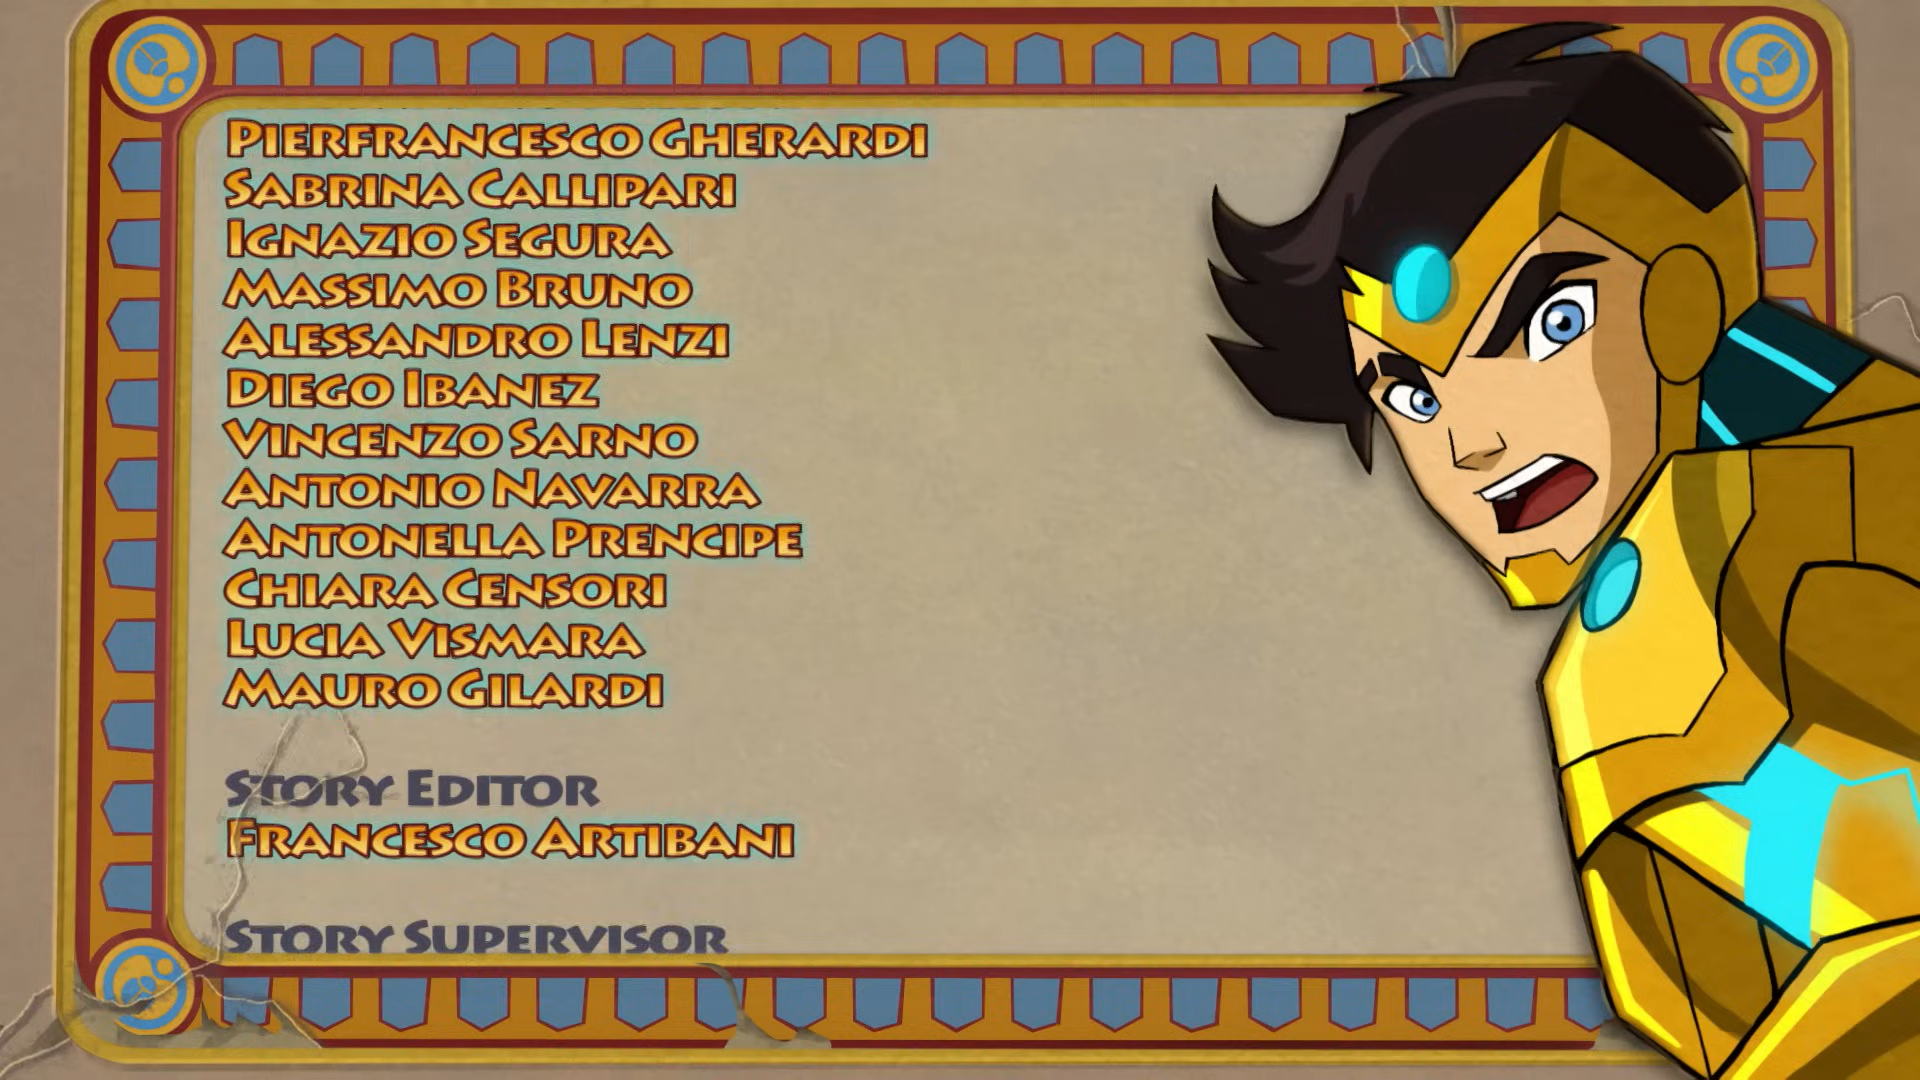 Pierfrancesco Gherardi
Sabrina Callipari
Ignazio Segura
Massimo Bruno
Alessandro Lenzi
Diego Ibanez
Vincenzo Sarno
Antonio Navarra
Antonella Prencipe
Chiara Censori
Lucia Vismara
Mauro Gilardi
Story Editor
Francesco Artibani
Story Supervisor